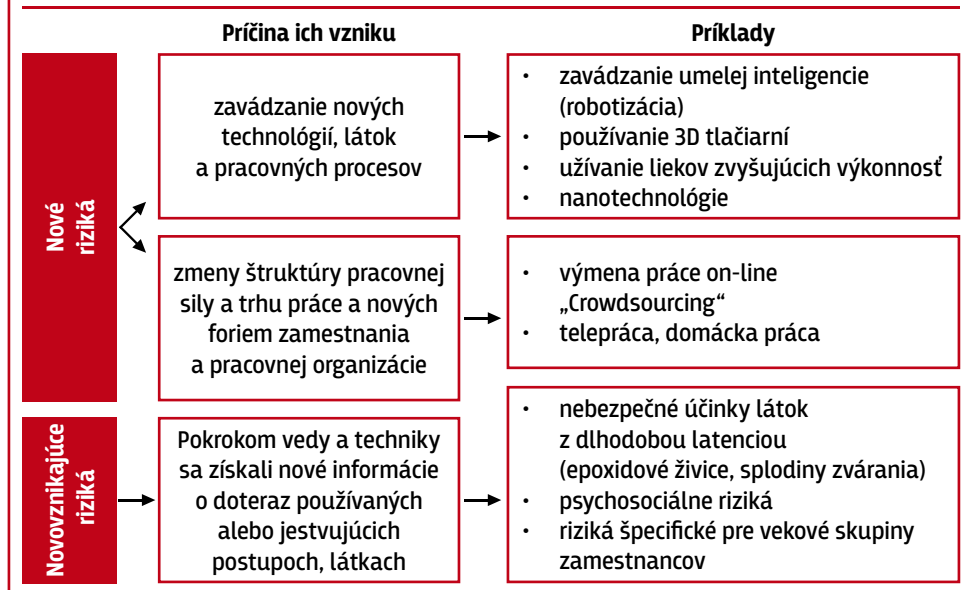 Príčina ich vzniku
Príklady
Nové
riziká
zavádzanie nových
technológií, látok
a pracovných procesov
• zavádzanie umelej inteligencie
(robotizácia)
• používanie 3D tlačiarní
• užívanie liekov zvyšujúcich výkonnosť
• nanotechnológie
zmeny štruktúry pracovnej
sily a trhu práce a nových
foriem zamestnania
a pracovnej organizácie
• výmena práce on-line
„Crowdsourcing“
• telepráca, domácka práca
Novovznikajúce
riziká
Pokrokom vedy a techniky
sa získali nové informácie
o doteraz používaných
alebo jestvujúcich
postupoch, látkach
• nebezpečné účinky látok
z dlhodobou latenciou
(epoxidové živice, splodiny zvárania)
• psychosociálne riziká
• riziká špecifické pre vekové skupiny
zamestnancov